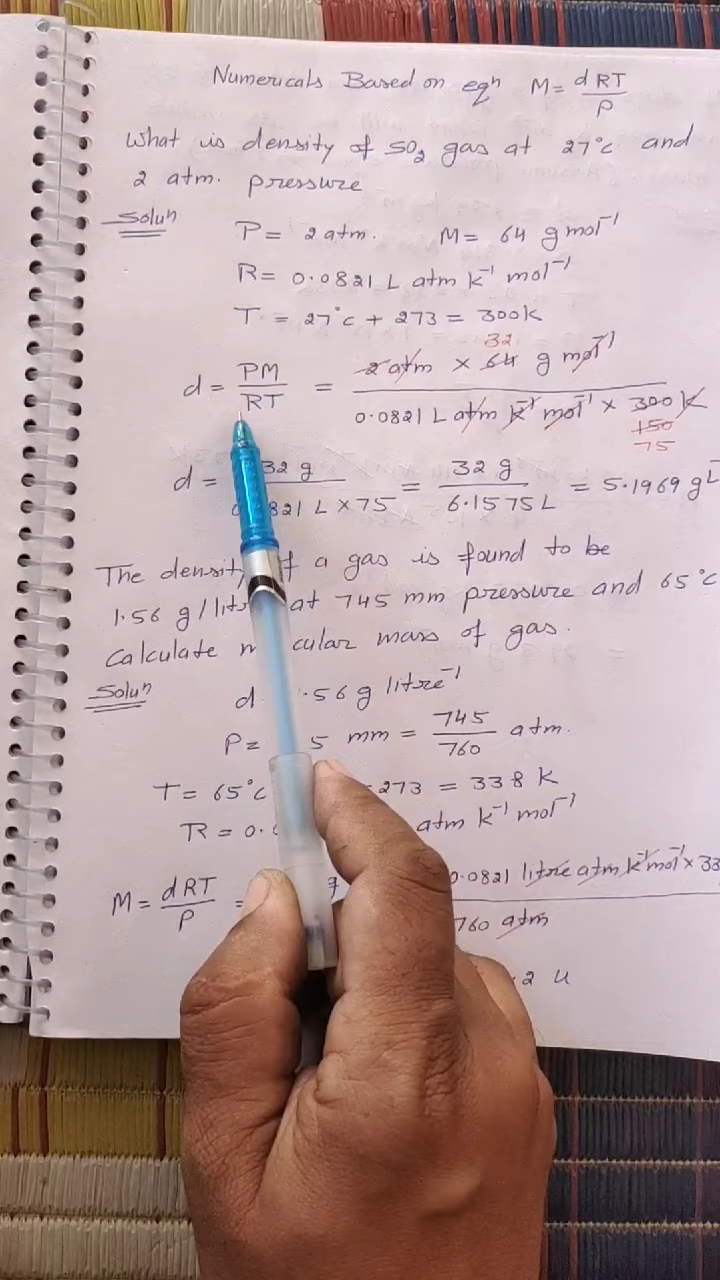 Numericals Based on eqn M = dRT/P
What is density of SO₂ gas at 27°c and
2 atm. pressure
Soluⁿ P = 2 atm. M = 64 g mol⁻¹
R = 0.0821 L atm k⁻¹ mol⁻¹
T = 27°c + 273 = 300k
32
d = PM/RT = 2 atm × 64 g mol⁻¹ / 0.0821 L atm k⁻¹ mol⁻¹ × 300 k
150
75
d = 32 g / 821 L × 75 = 32 g / 6.1575 L = 5.1969 g L
The density of a gas is found to be
1.56 g/lit at 745 mm pressure and 65°c
Calculate cular mass of gas.
Soluⁿ d .56 g litre⁻¹
P = 5 mm = 745/760 atm.
T = 65°c 273 = 338 k
R = 0. atm k⁻¹ mol⁻¹
M = dRT/P = g 0.0821 litre atm k⁻¹ mol⁻¹ × 33 / 760 atm
.2 u